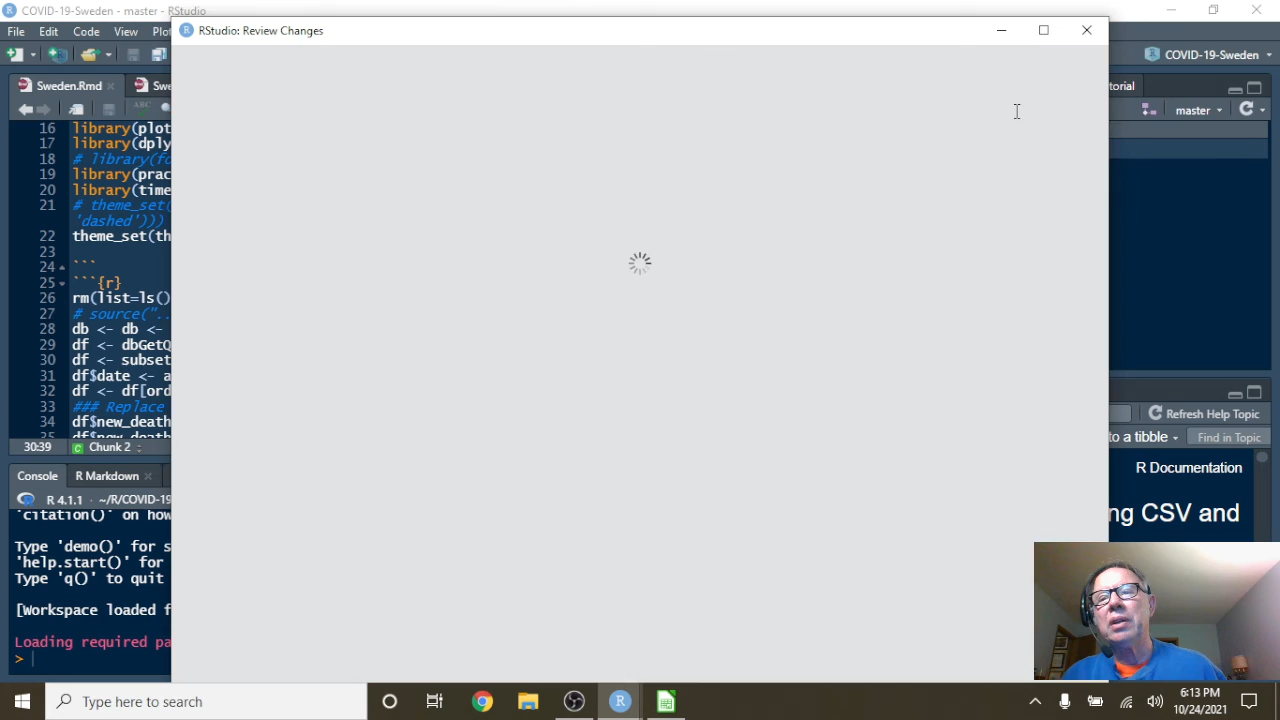 COVID-19-Sweden - master - RStudio
File Edit Code View Plot
RStudio: Review Changes
COVID-19-Sweden
Sweden.Rmd
Swe
torial
ABC
master
16 library(plot
17 library(dply
18 # library(fo
19 library(prac
20 library(time
21 # theme_set(
'dashed')))
22 theme_set(th
23
24 ```
25 ```{r}
26 rm(list=ls()
27 # source("..
28 db <- db <-
29 df <- dbGetQ
30 df <- subset
31 df$date <- a
32 df <- df[ord
33 ### Replace
34 df$new_death
35 df$new_death
30:39 Chunk 2
Refresh Help Topic
to a tibble Find in Topic
R Documentation
ng CSV and
Console R Markdown
R 4.1.1 · ~/R/COVID-19
'citation()' on how
Type 'demo()' for s
'help.start()' for
Type 'q()' to quit
[Workspace loaded f
Loading required pa
>
Type here to search
6:13 PM
10/24/2021